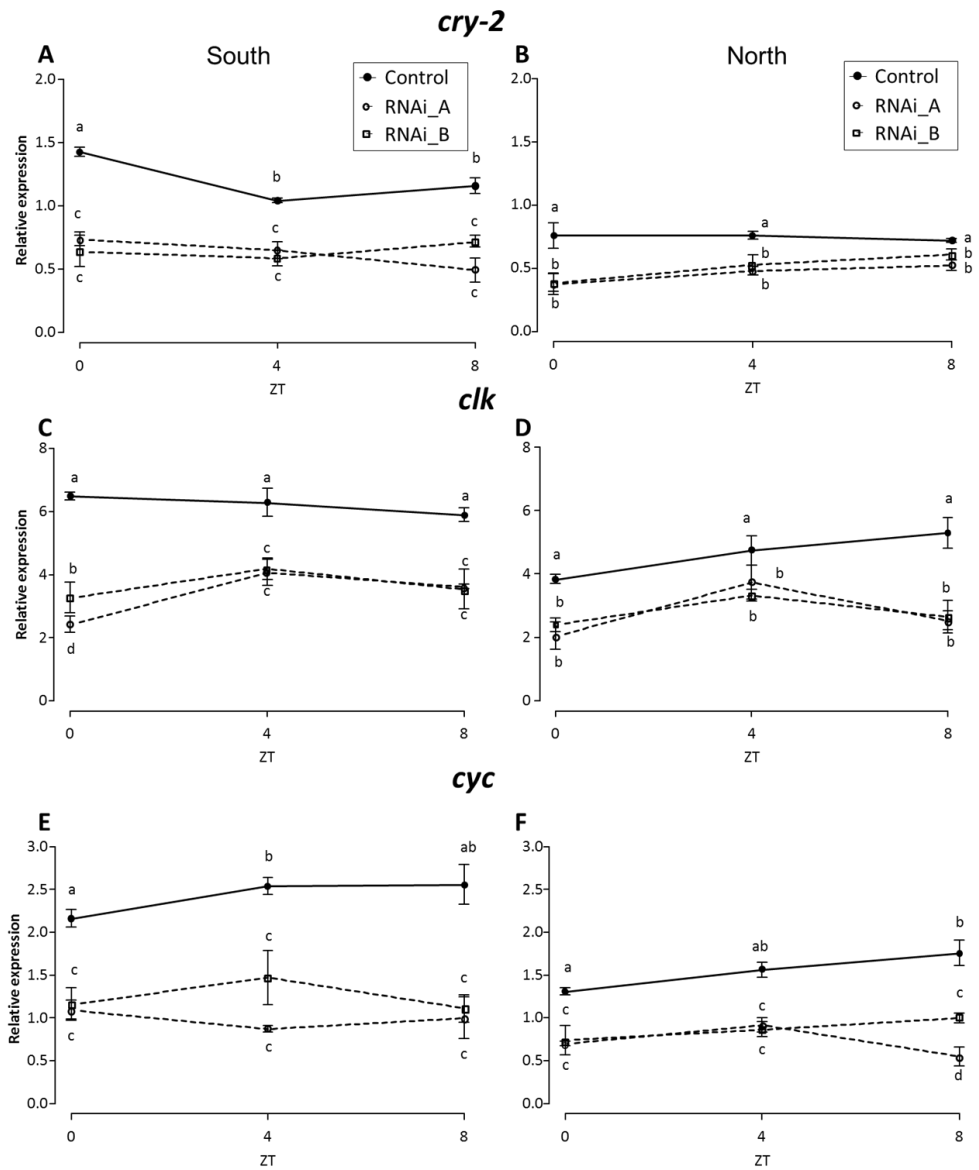 cry-2
A South
Control
RNAi_A
RNAi_B
Relative expression
2.0
1.5
1.0
0.5
0.0
a
b
b
c
c
c
c
c
c
0 4 8
ZT
B North
Control
RNAi_A
RNAi_B
2.0
1.5
1.0
0.5
0.0
a
a
a
b
b
b
b
b
b
0 4 8
ZT
clk
C
Relative expression
8
6
4
2
0
a
a
a
b
c
c
d
c
c
0 4 8
ZT
D
8
6
4
2
0
a
a
a
b
b
b
b
b
b
0 4 8
ZT
cyc
E
Relative expression
3.0
2.5
2.0
1.5
1.0
0.5
0.0
a
b
ab
c
c
c
c
c
c
0 4 8
ZT
F
3.0
2.5
2.0
1.5
1.0
0.5
0.0
a
ab
b
c
c
c
c
c
d
0 4 8
ZT